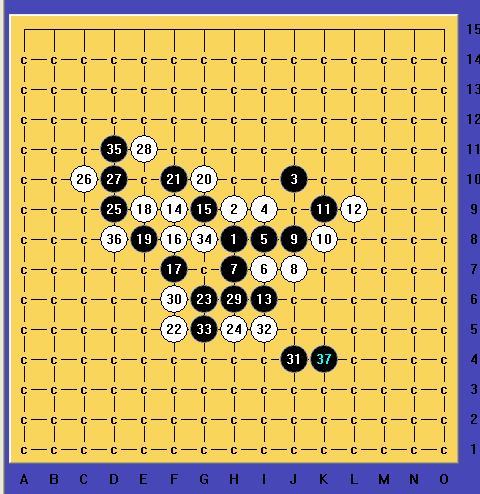 15
c c c c c c c c c c c c c c c 14
c c c c c c c c c c c c c c c 13
c c c c c c c c c c c c c c c 12
c c c 35 28 c c c c c c c c c c 11
c c 26 27 c 21 20 c c 3 c c c c c 10
c c c 25 18 14 15 2 4 c 11 12 c c c 9
c c c 36 19 16 34 1 5 9 10 c c c c 8
c c c c c 17 c 7 6 8 c c c c c 7
c c c c c 30 23 29 13 c c c c c c 6
c c c c c 22 33 24 32 c c c c c c 5
c c c c c c c c c 31 37 c c c c 4
c c c c c c c c c c c c c c c 3
c c c c c c c c c c c c c c c 2
c c c c c c c c c c c c c c c 1
A B C D E F G H I J K L M N O